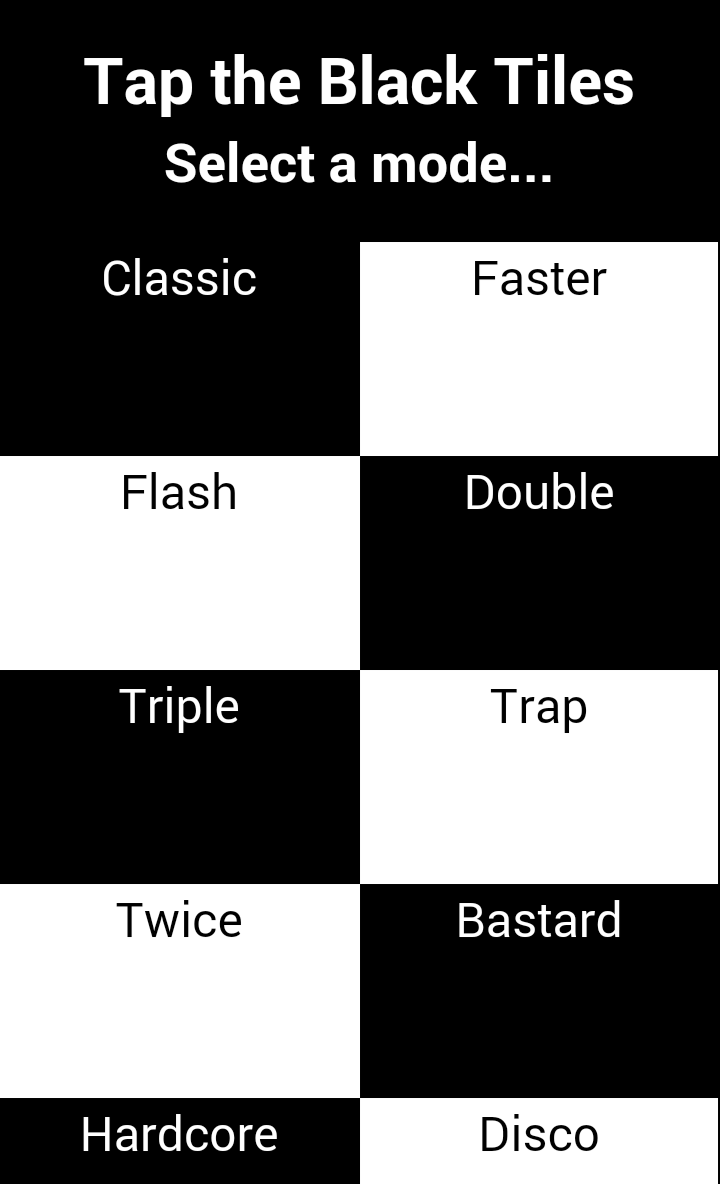 Tap the Black Tiles
Select a mode...
Classic
Faster
Flash
Double
Triple
Trap
Twice
Bastard
Hardcore
Disco